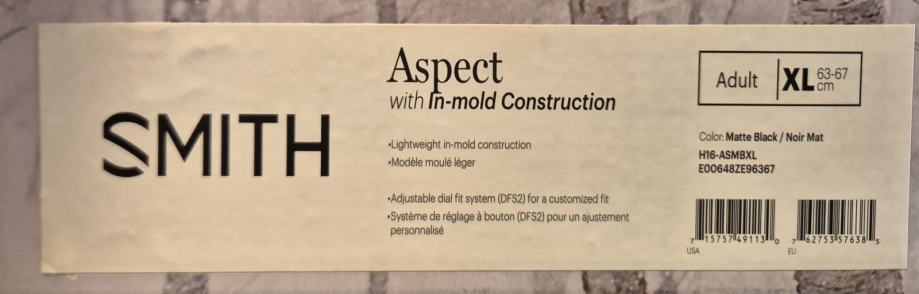 SMITH
Aspect
with In-mold Construction
•Lightweight in-mold construction
•Modèle moulé léger
•Adjustable dial fit system (DFS2) for a customized fit
•Système de réglage à bouton (DFS2) pour un ajustement
personnalisé
Adult XL 63-67
cm
Color: Matte Black / Noir Mat
H16-ASMBXL
E00648ZE96367
7 15757 49113 0
USA
7 62753 57638 5
EU